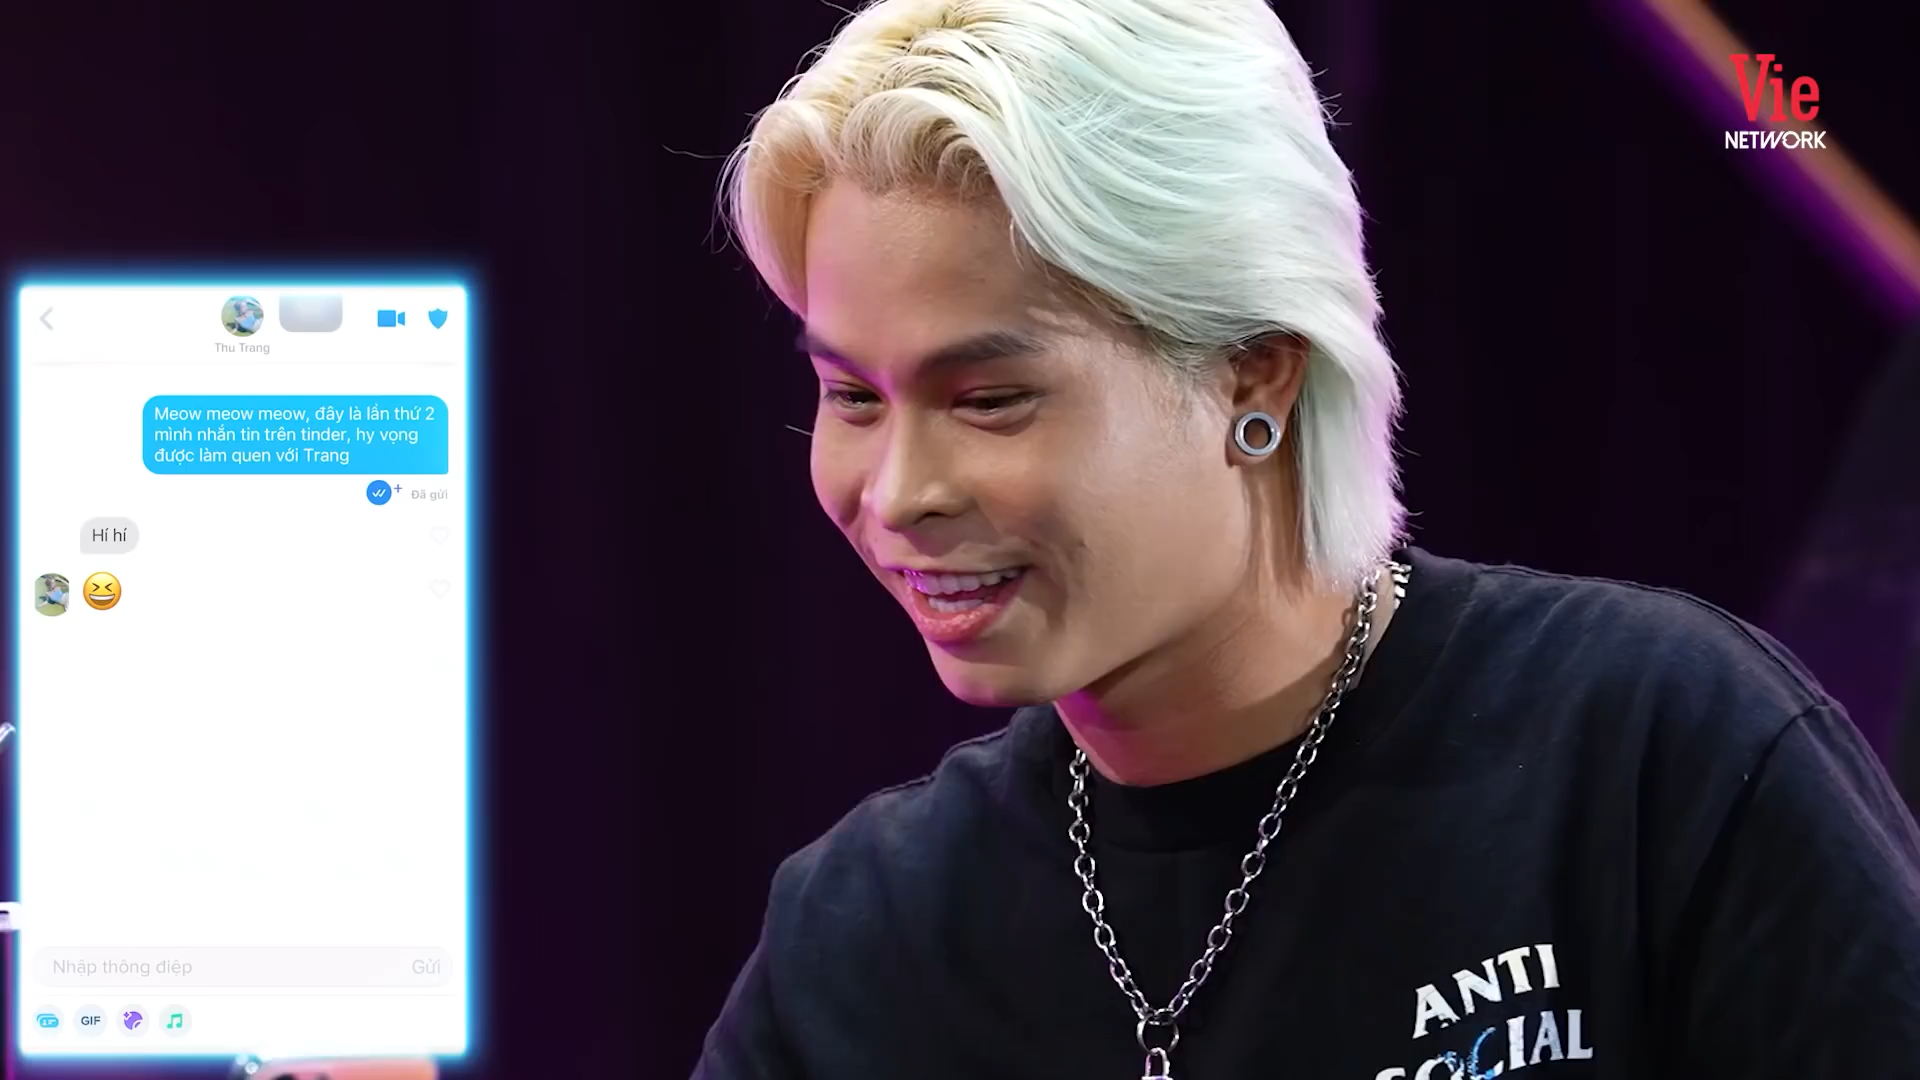 Vie
NETWORK
Thu Trang
Meow meow meow, đây là lần thứ 2
mình nhắn tin trên tinder, hy vọng
được làm quen với Trang
Đã gửi
Hí hí
Nhập thông điệp
Gửi
GIF
ANTI
SOCIAL